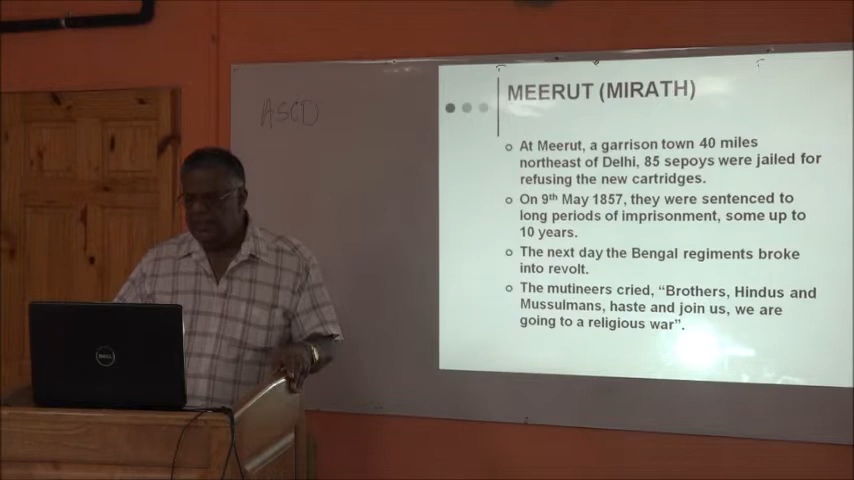 ASCD
MEERUT (MIRATH)
At Meerut, a garrison town 40 miles
northeast of Delhi, 85 sepoys were jailed for
refusing the new cartridges.
On 9th May 1857, they were sentenced to
long periods of imprisonment, some up to
10 years.
The next day the Bengal regiments broke
into revolt.
The mutineers cried, “Brothers, Hindus and
Mussulmans, haste and join us, we are
going to a religious war”.
DELL